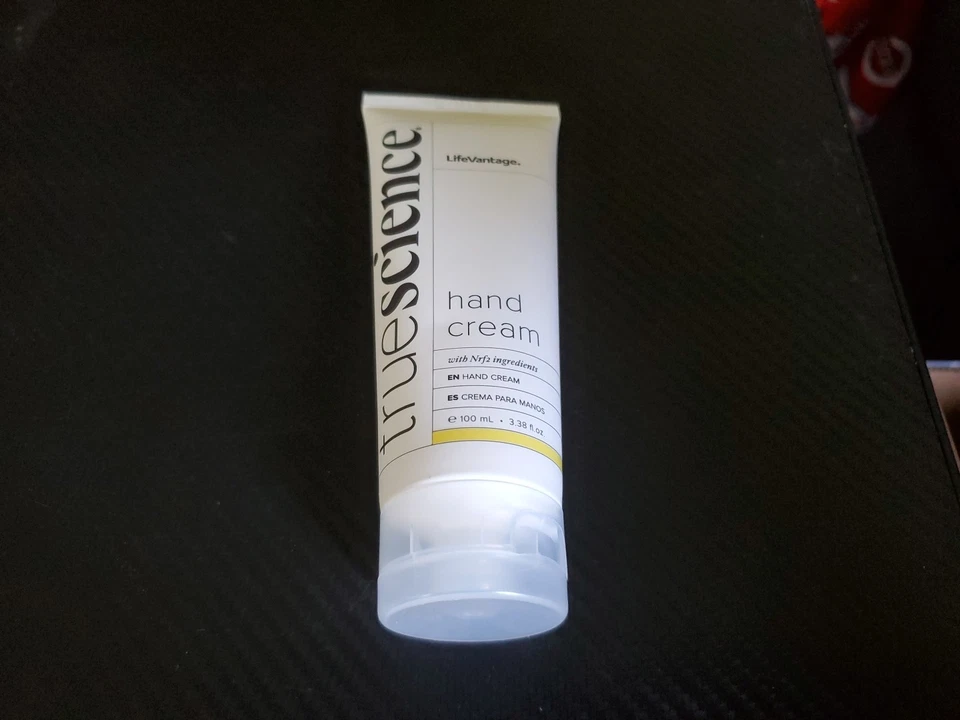 truescience®
LifeVantage®
hand
cream
with Nrf2 ingredients
EN HAND CREAM
ES CREMA PARA MANOS
℮ 100 mL • 3.38 fl.oz